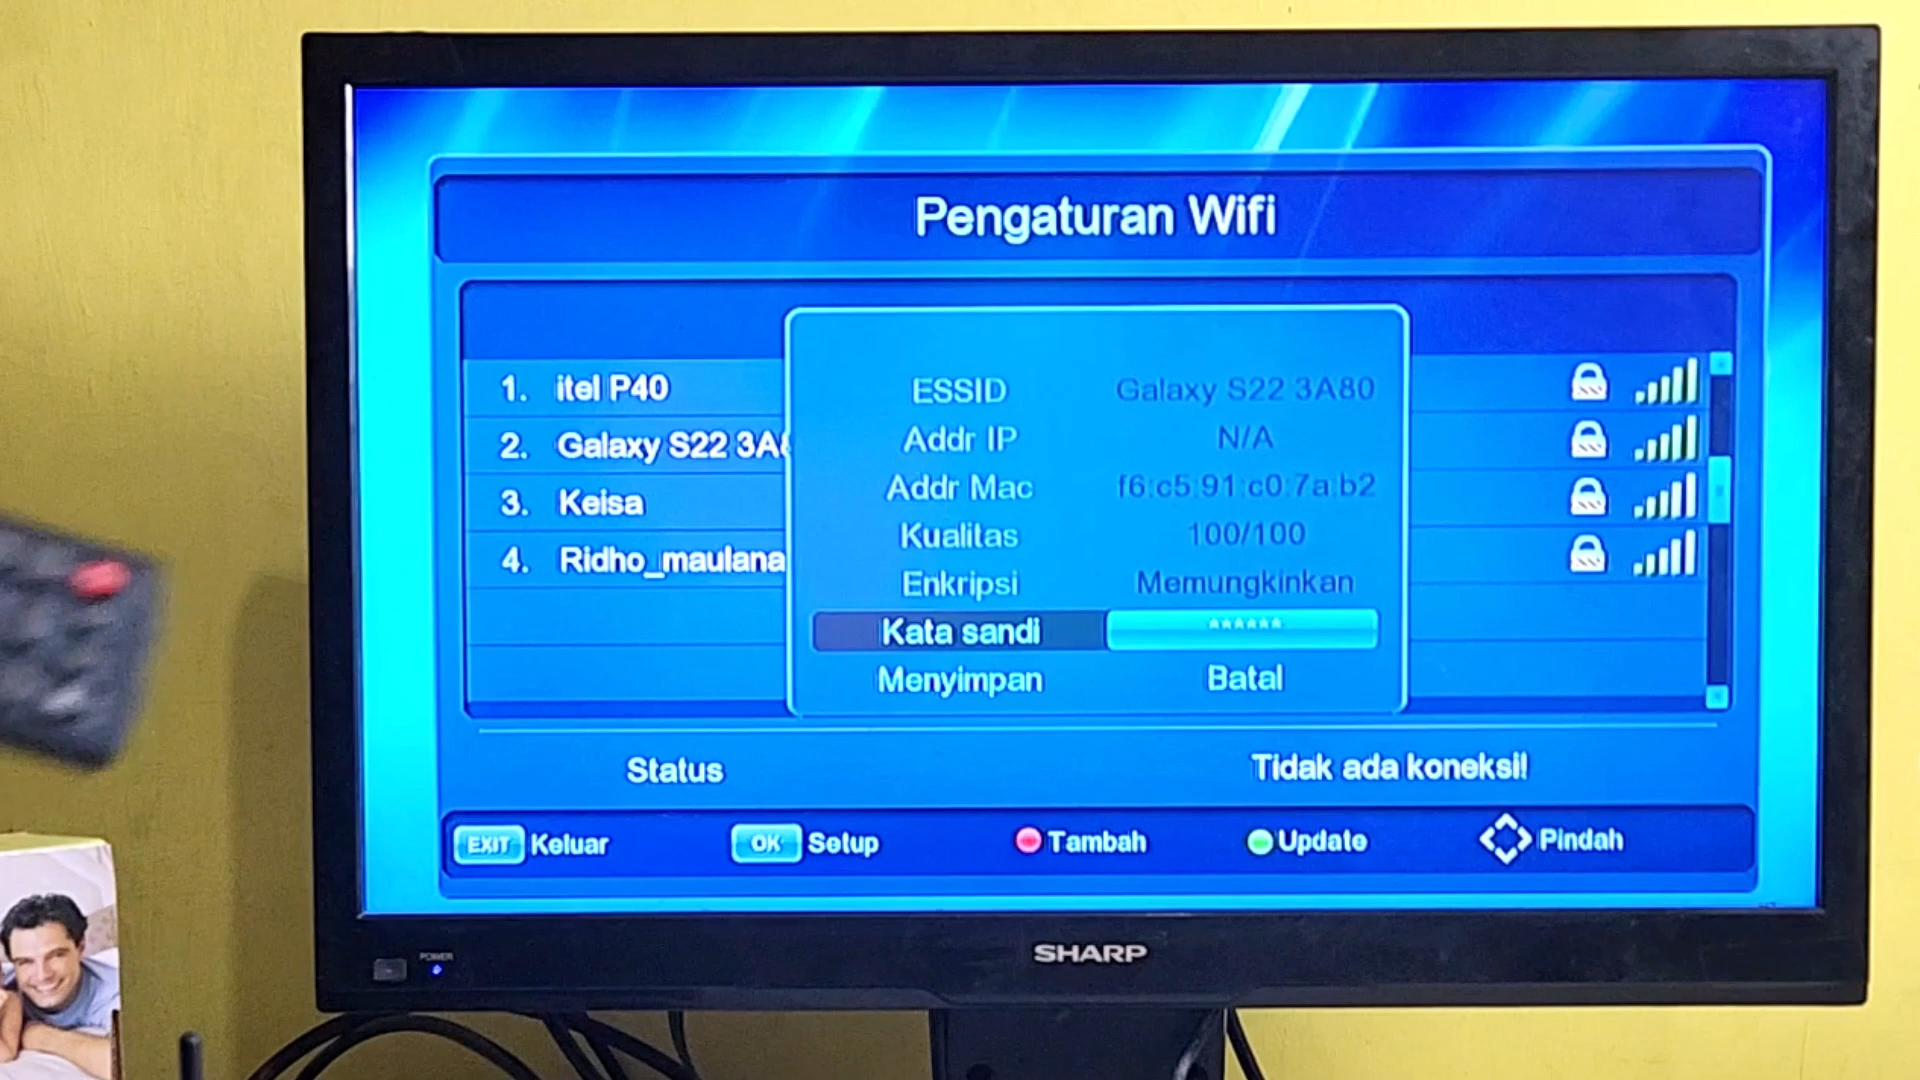 Pengaturan Wifi
1. itel P40
2. Galaxy S22 3A8
3. Keisa
4. Ridho_maulana
ESSID Galaxy S22 3A80
Addr IP N/A
Addr Mac f6:c5:91:c0:7a:b2
Kualitas 100/100
Enkripsi Memungkinkan
Kata sandi ******
Menyimpan Batal
Status Tidak ada koneksi!
EXIT Keluar OK Setup Tambah Update Pindah
POWER
SHARP